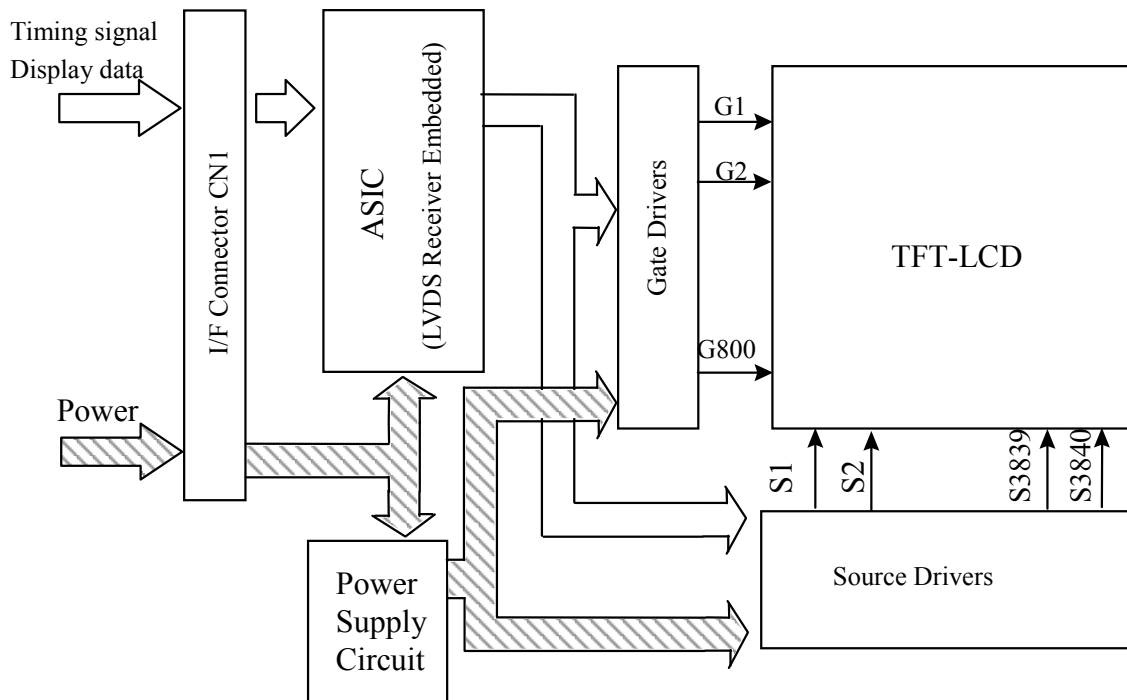 Timing signal
Display data
I/F Connector CN1
ASIC
(LVDS Receiver Embedded)
Gate Drivers
G1
G2
G800
TFT-LCD
Power
S1
S2
S3839
S3840
Power
Supply
Circuit
Source Drivers